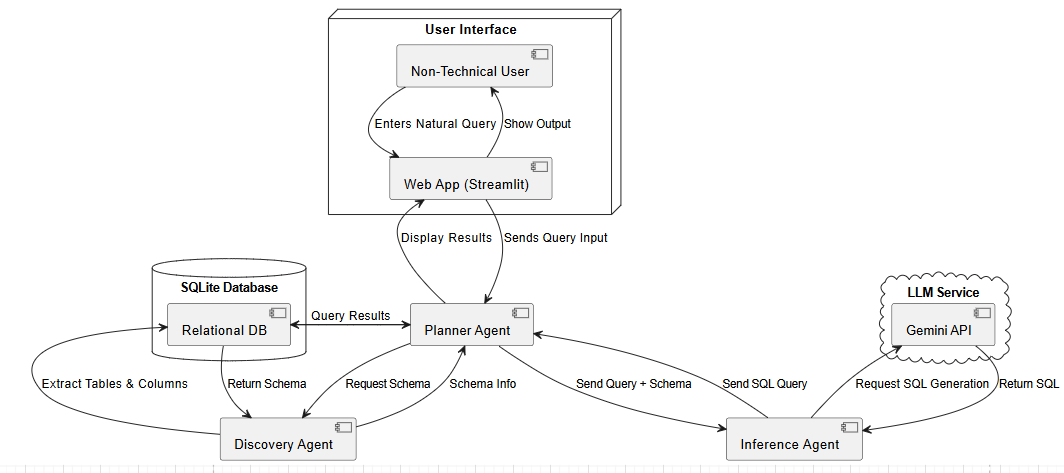 User Interface
Non-Technical User
Enters Natural Query
Show Output
Web App (Streamlit)
Display Results
Sends Query Input
SQLite Database
LLM Service
Relational DB
Query Results
Planner Agent
Gemini API
Extract Tables & Columns
Return Schema
Request Schema
Schema Info
Send Query + Schema
Send SQL Query
Request SQL Generation
Return SQL
Discovery Agent
Inference Agent